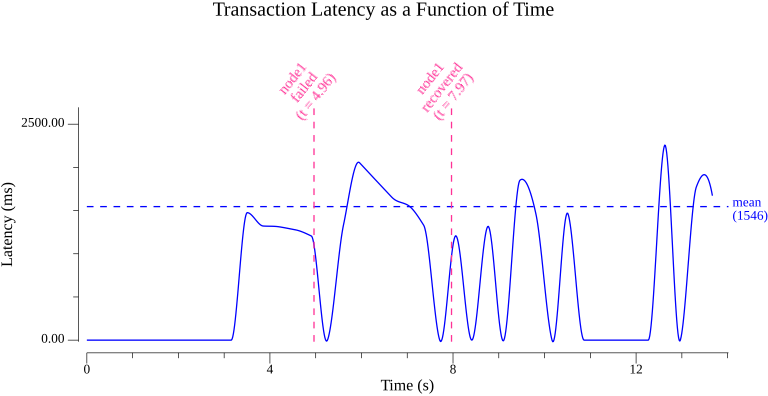 Transaction Latency as a Function of Time
node1
failed
(t = 4.96)
node1
recovered
(t = 7.97)
2500.00
Latency (ms)
mean
(1546)
0.00
0
4
8
12
Time (s)